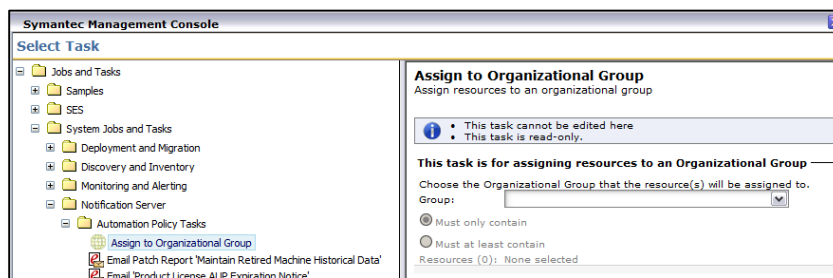 Symantec Management Console
Select Task
Jobs and Tasks
Samples
SES
System Jobs and Tasks
Deployment and Migration
Discovery and Inventory
Monitoring and Alerting
Notification Server
Automation Policy Tasks
Assign to Organizational Group
Email Patch Report 'Maintain Retired Machine Historical Data'
Email 'Product License AUP Expiration Notice'
Assign to Organizational Group
Assign resources to an organizational group
• This task cannot be edited here
• This task is read-only.
This task is for assigning resources to an Organizational Group
Choose the Organizational Group that the resource(s) will be assigned to.
Group:
Must only contain
Must at least contain
Resources (0): None selected